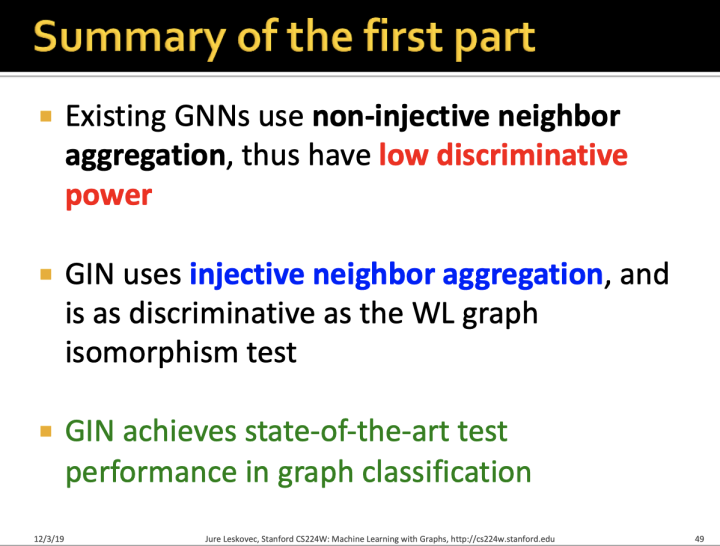 Summary of the first part
Existing GNNs use non-injective neighbor
aggregation, thus have low discriminative
power
GIN uses injective neighbor aggregation, and
is as discriminative as the WL graph
isomorphism test
GIN achieves state-of-the-art test
performance in graph classification
12/3/19 Jure Leskovec, Stanford CS224W: Machine Learning with Graphs, http://cs224w.stanford.edu 49